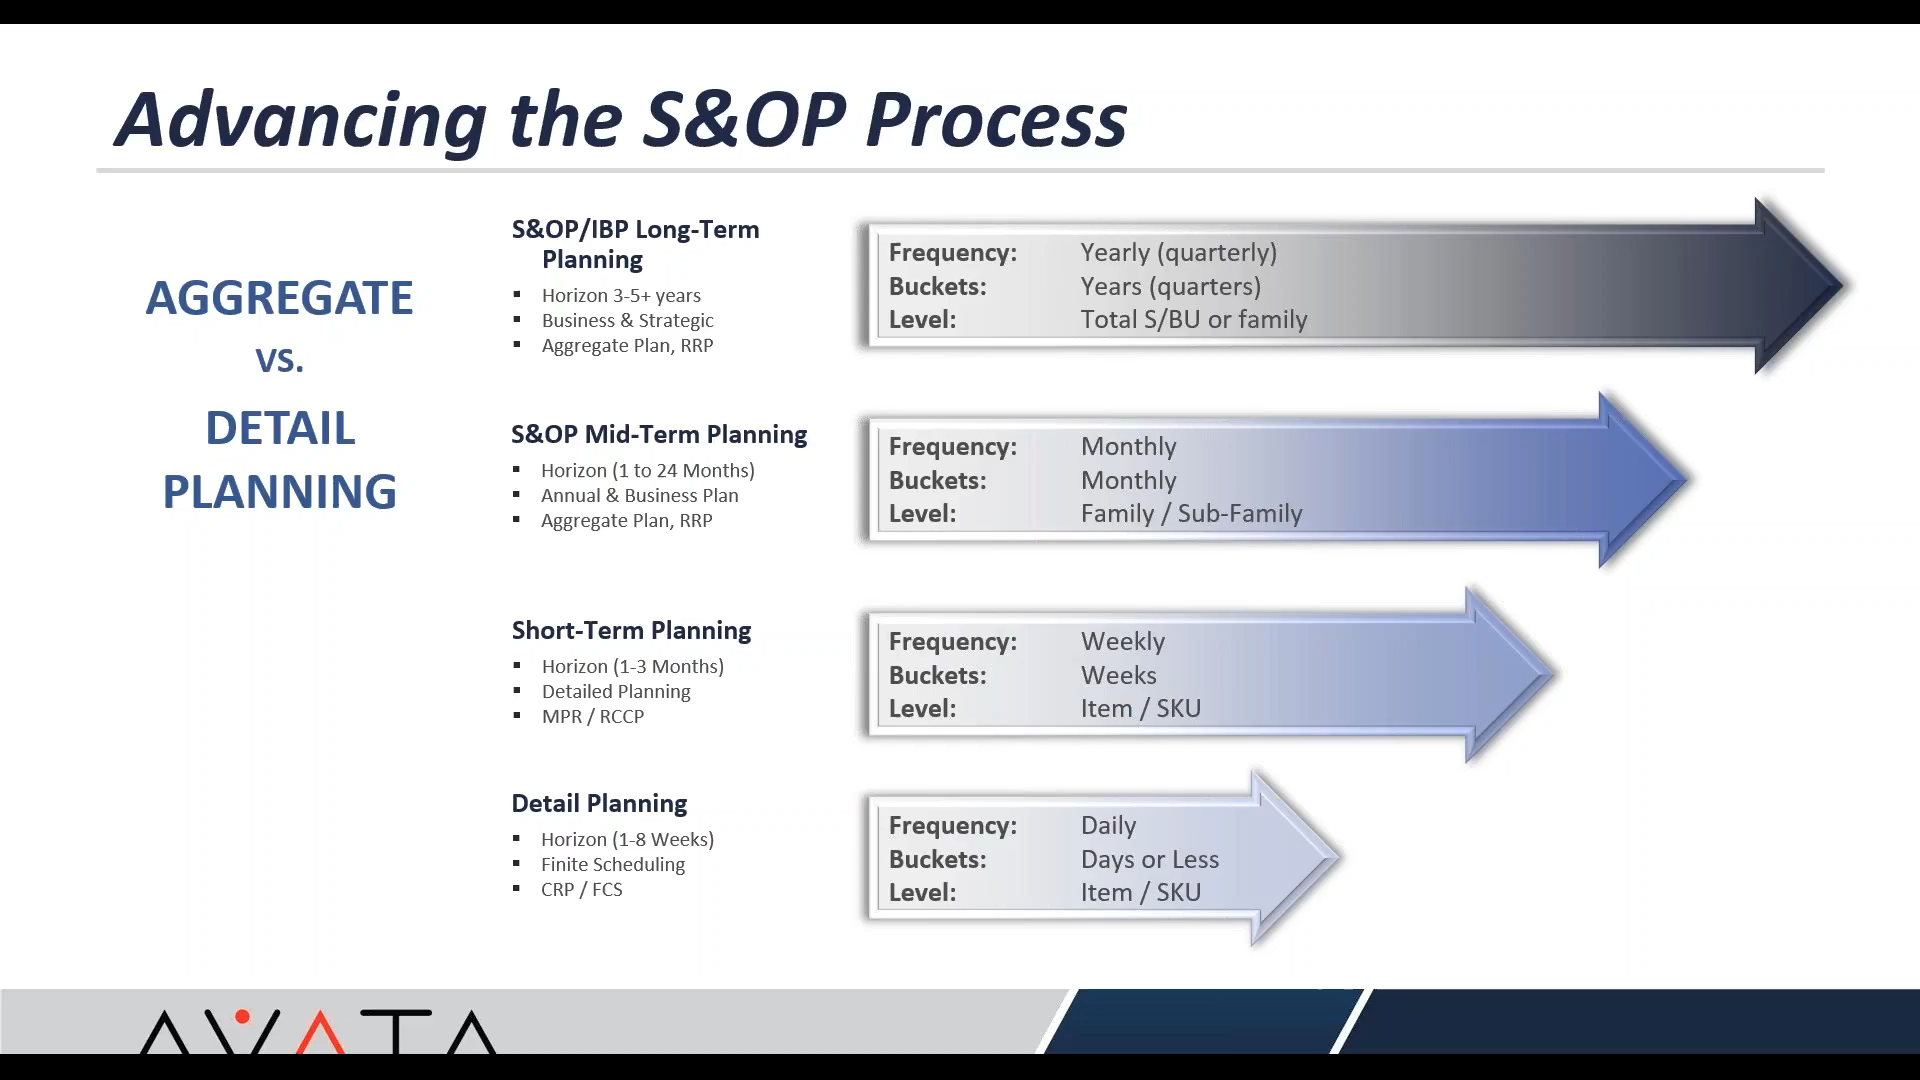 Advancing the S&OP Process
AGGREGATE
VS.
DETAIL
PLANNING
S&OP/IBP Long-Term
Planning
▪ Horizon 3-5+ years
▪ Business & Strategic
▪ Aggregate Plan, RRP
Frequency: Yearly (quarterly)
Buckets: Years (quarters)
Level: Total S/BU or family
S&OP Mid-Term Planning
▪ Horizon (1 to 24 Months)
▪ Annual & Business Plan
▪ Aggregate Plan, RRP
Frequency: Monthly
Buckets: Monthly
Level: Family / Sub-Family
Short-Term Planning
▪ Horizon (1-3 Months)
▪ Detailed Planning
▪ MPR / RCCP
Frequency: Weekly
Buckets: Weeks
Level: Item / SKU
Detail Planning
▪ Horizon (1-8 Weeks)
▪ Finite Scheduling
▪ CRP / FCS
Frequency: Daily
Buckets: Days or Less
Level: Item / SKU
AVATA